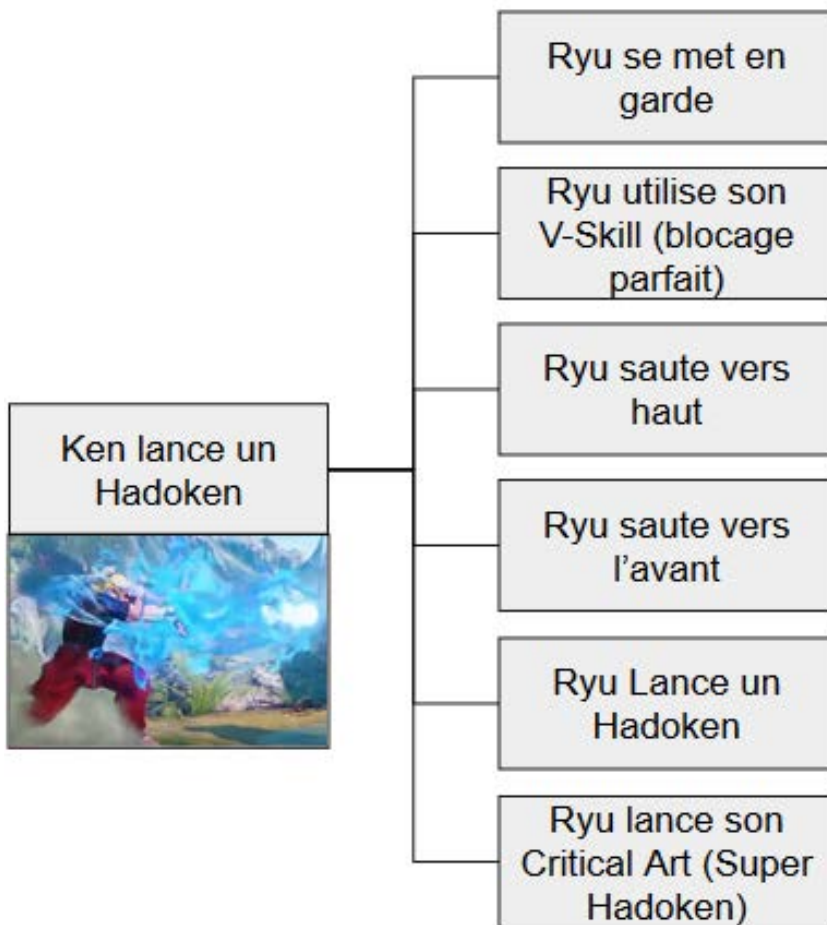 Ryu se met en
garde
Ryu utilise son
V-Skill (blocage
parfait)
Ryu saute vers
haut
Ken lance un
Hadoken
Ryu saute vers
l'avant
Ryu Lance un
Hadoken
Ryu lance son
Critical Art (Super
Hadoken)